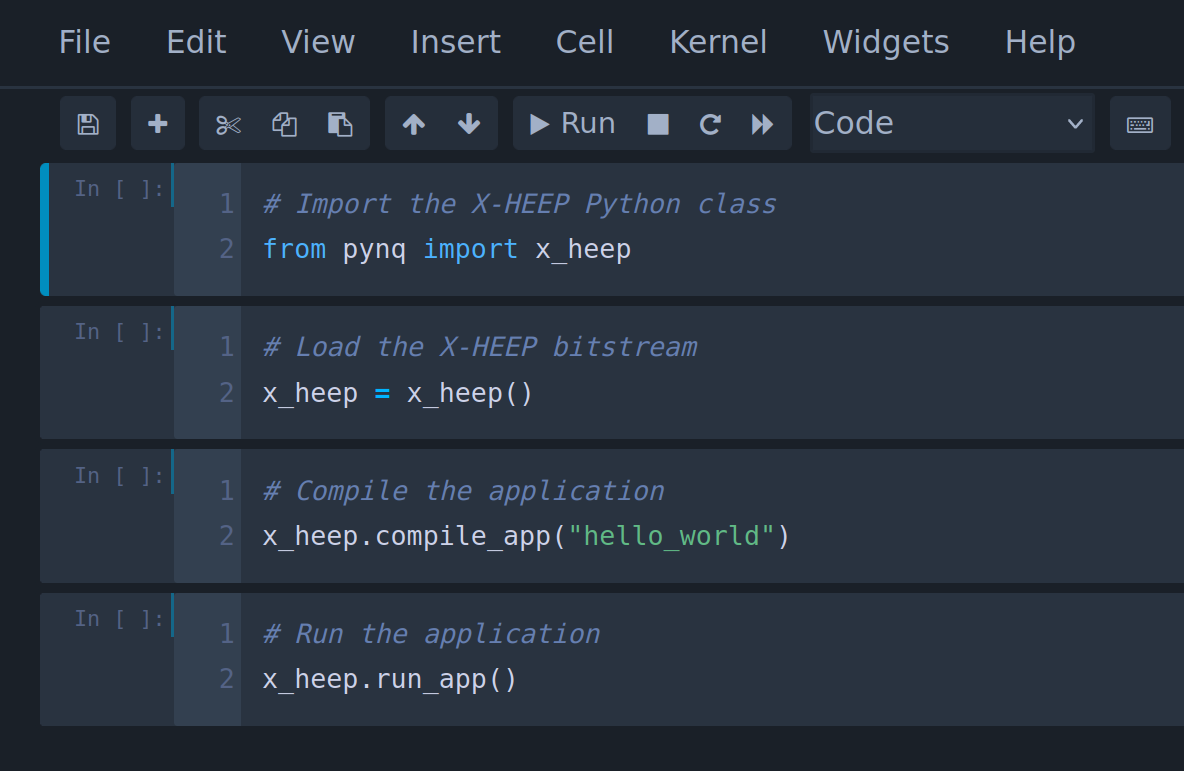 File Edit View Insert Cell Kernel Widgets Help
Run Code
In [ ]: 1 # Import the X-HEEP Python class
2 from pynq import x_heep
In [ ]: 1 # Load the X-HEEP bitstream
2 x_heep = x_heep()
In [ ]: 1 # Compile the application
2 x_heep.compile_app("hello_world")
In [ ]: 1 # Run the application
2 x_heep.run_app()